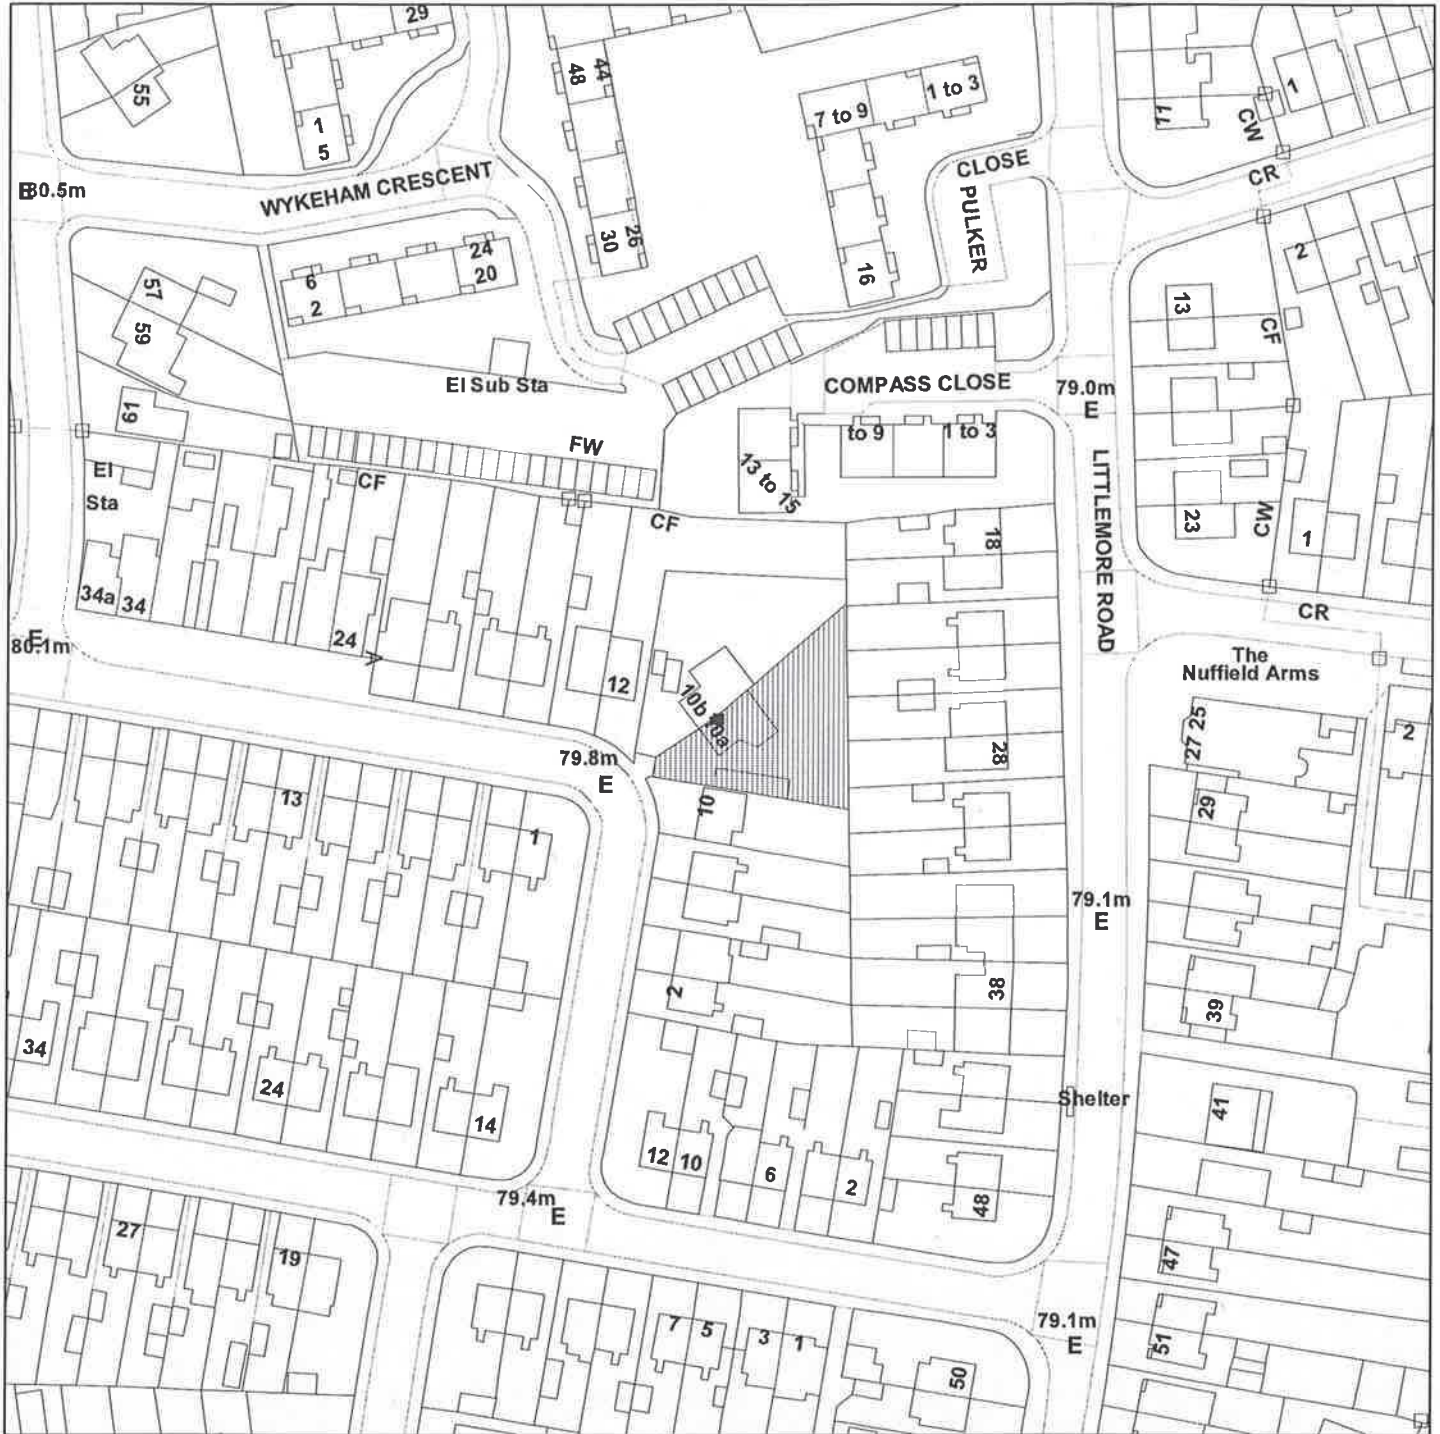 29
55
1
5
48
44
7 to 9
1 to 3
77
CW
1
CR
E
80.5m
WYKEHAM CRESCENT
CLOSE
PULKER
30
26
16
24
20
6
2
57
59
61
El Sub Sta
COMPASS CLOSE
79.0m
E
13
CF
2
FW
CF
CF
El
Sta
to 9
1 to 3
13 to 15
LITTLEMORE ROAD
23
CW
1
18
34a
34
24
12
80.1m
E
CR
The
Nuffield Arms
10b
10a
28
27
25
2
79.8m
E
13
1
10
29
79.1m
E
2
38
39
34
24
14
Shelter
41
12
10
6
2
48
79.4m
E
27
19
47
7
5
3
1
79.1m
E
51
50